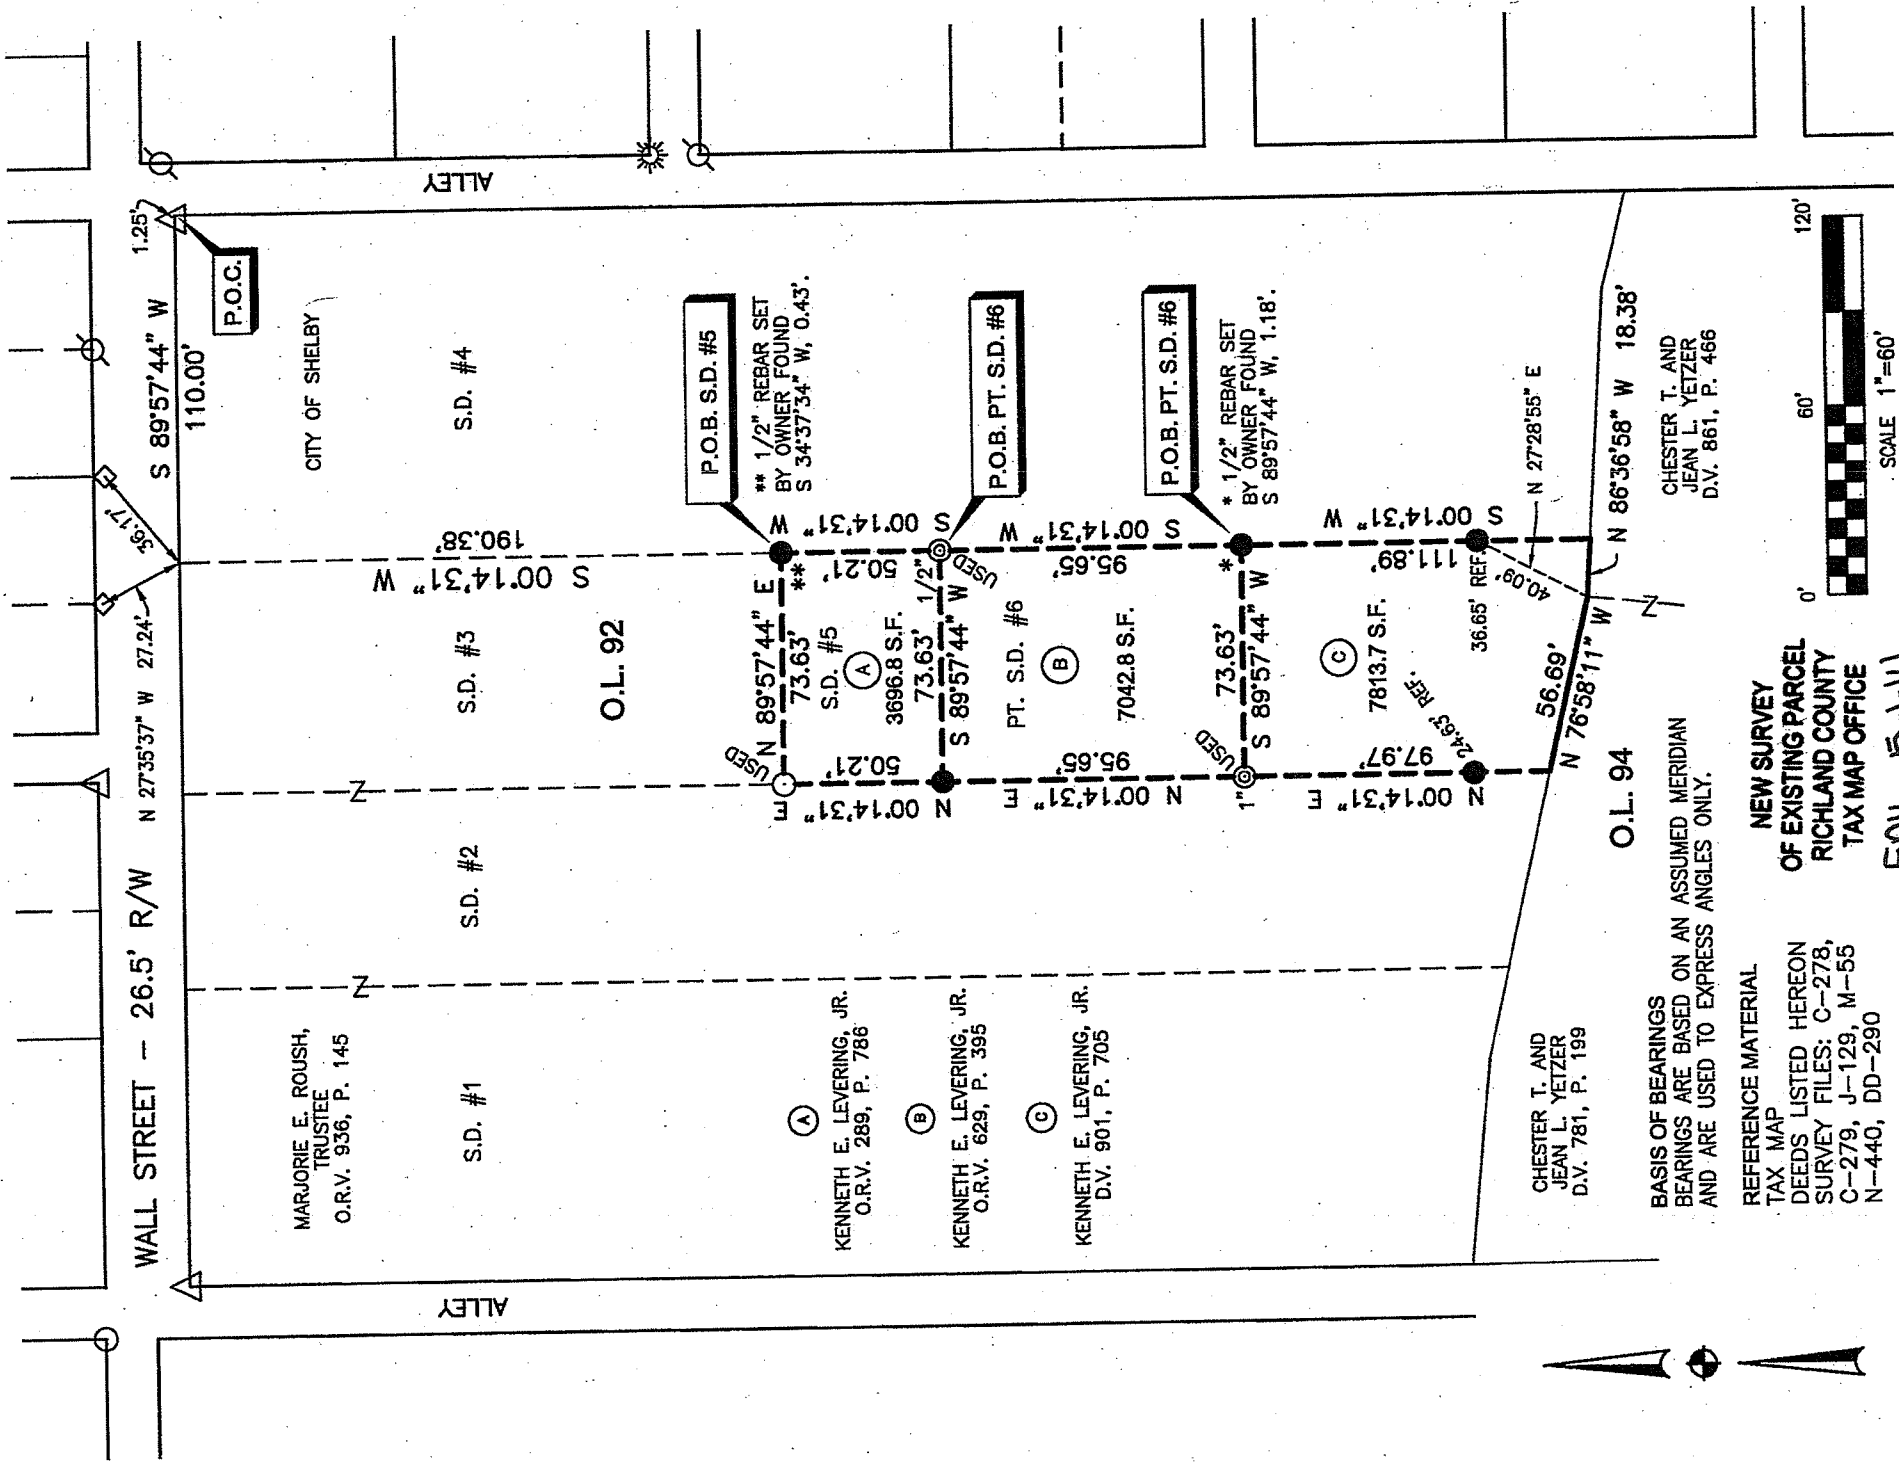 WALL STREET - 26.5' R/W
N 27°35'37" W 27.24'
36.17'
S 89°57'44" W
110.00'
1.25'
P.O.C.
ALLEY
ALLEY
MARJORIE E. ROUSH,
TRUSTEE
O.R.V. 936, P. 145
CITY OF SHELBY
S.D. #1
S.D. #2
S.D. #3
S.D. #4
S 00°14'31" W
190.38'
O.L. 92
P.O.B. S.D. #5
** 1/2" REBAR SET
BY OWNER FOUND
S 34°37'34" W, 0.43'.
USED
N 89°57'44" E
73.63'
**
S.D. #5
A
3696.8 S.F.
N 00°14'31" E
50.21'
50.21'
S 00°14'31" W
73.63'
S 89°57'44" W
1/2"
USED
P.O.B. PT. S.D. #6
PT. S.D. #6
B
7042.8 S.F.
N 00°14'31" E
95.65'
95.65'
S 00°14'31" W
P.O.B. PT. S.D. #6
* 1/2" REBAR SET
BY OWNER FOUND
S 89°57'44" W, 1.18'.
*
USED
1"
73.63'
S 89°57'44" W
C
7813.7 S.F.
N 00°14'31" E
97.97'
111.89'
S 00°14'31" W
24.63' REF.
36.65' REF.
40.09'
N 27°28'55" E
56.69'
N 76°58'11" W
N 86°36'58" W 18.38'
A
KENNETH E. LEVERING, JR.
O.R.V. 289, P. 786
B
KENNETH E. LEVERING, JR.
O.R.V. 629, P. 395
C
KENNETH E. LEVERING, JR.
D.V. 901, P. 705
CHESTER T. AND
JEAN L. YETZER
D.V. 781, P. 199
O.L. 94
CHESTER T. AND
JEAN L. YETZER
D.V. 861, P. 466
BASIS OF BEARINGS
BEARINGS ARE BASED ON AN ASSUMED MERIDIAN
AND ARE USED TO EXPRESS ANGLES ONLY.
REFERENCE MATERIAL
TAX MAP
DEEDS LISTED HEREON
SURVEY FILES: C-278,
C-279, J-129, M-55
N-440, DD-290
NEW SURVEY
OF EXISTING PARCEL
RICHLAND COUNTY
TAX MAP OFFICE
0' 60' 120'
SCALE 1"=60'